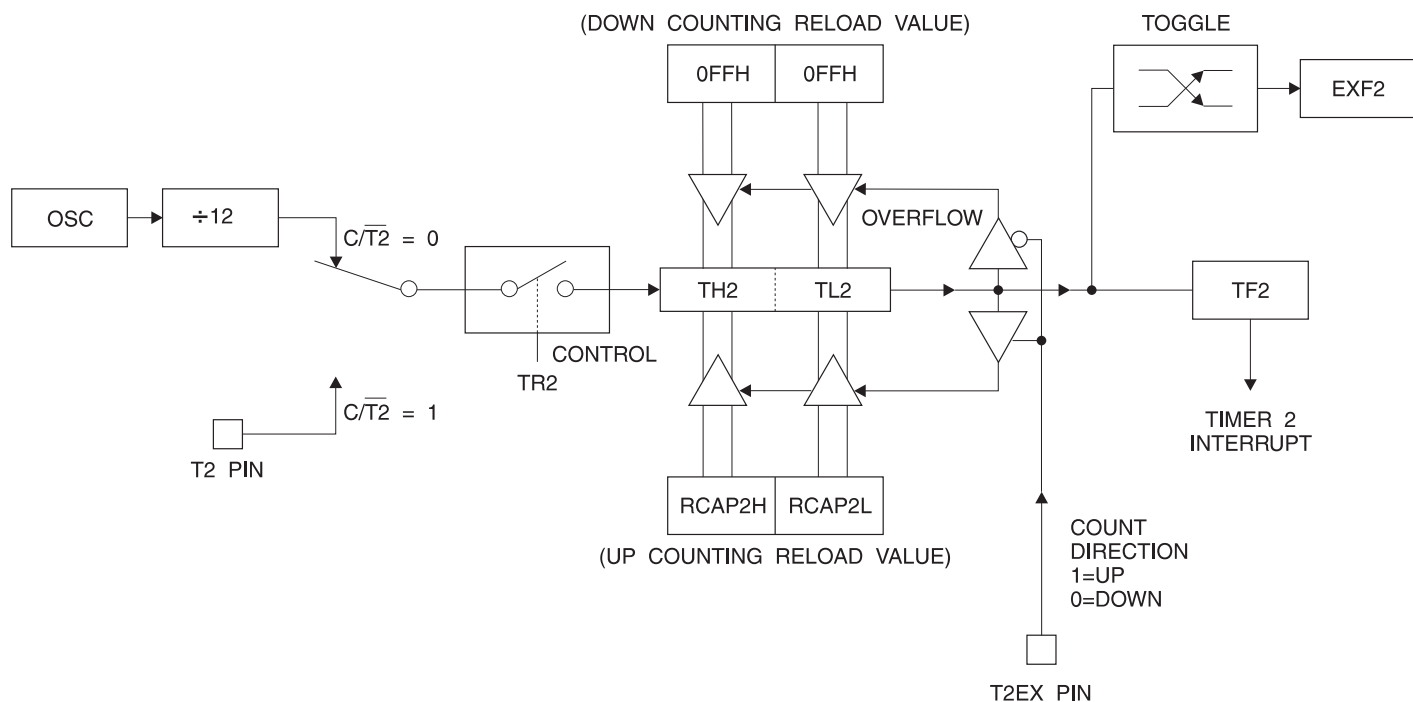 (DOWN COUNTING RELOAD VALUE)
TOGGLE
0FFH 0FFH
EXF2
OSC
÷12
C/T2̅ = 0
OVERFLOW
TH2 TL2
TF2
CONTROL
TR2
C/T2̅ = 1
T2 PIN
TIMER 2
INTERRUPT
RCAP2H RCAP2L
(UP COUNTING RELOAD VALUE)
COUNT
DIRECTION
1=UP
0=DOWN
T2EX PIN